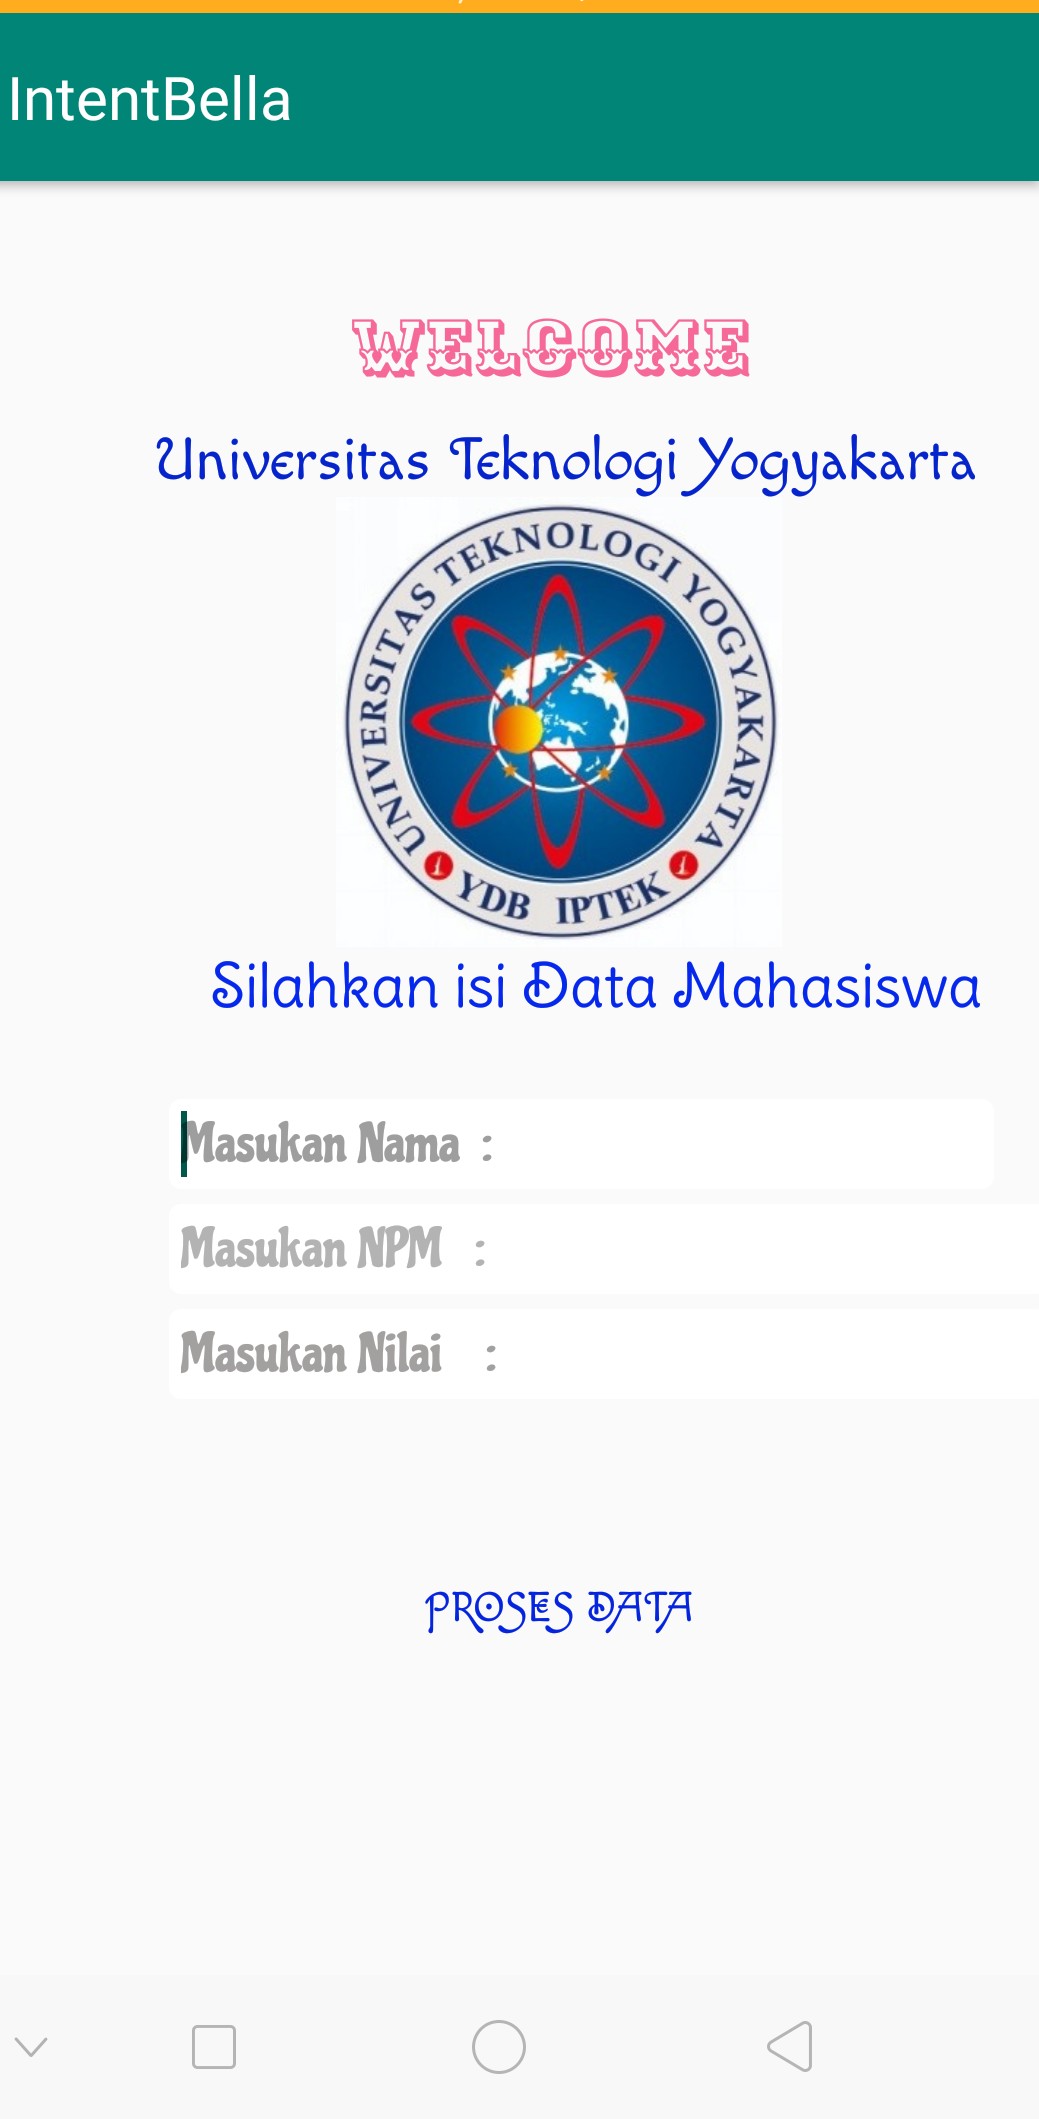 IntentBella
WELCOME
Universitas Teknologi Yogyakarta
UNIVERSITAS TEKNOLOGI YOGYAKARTA
YDB IPTEK
Silahkan isi Data Mahasiswa
Masukan Nama :
Masukan NPM :
Masukan Nilai :
PROSES DATA